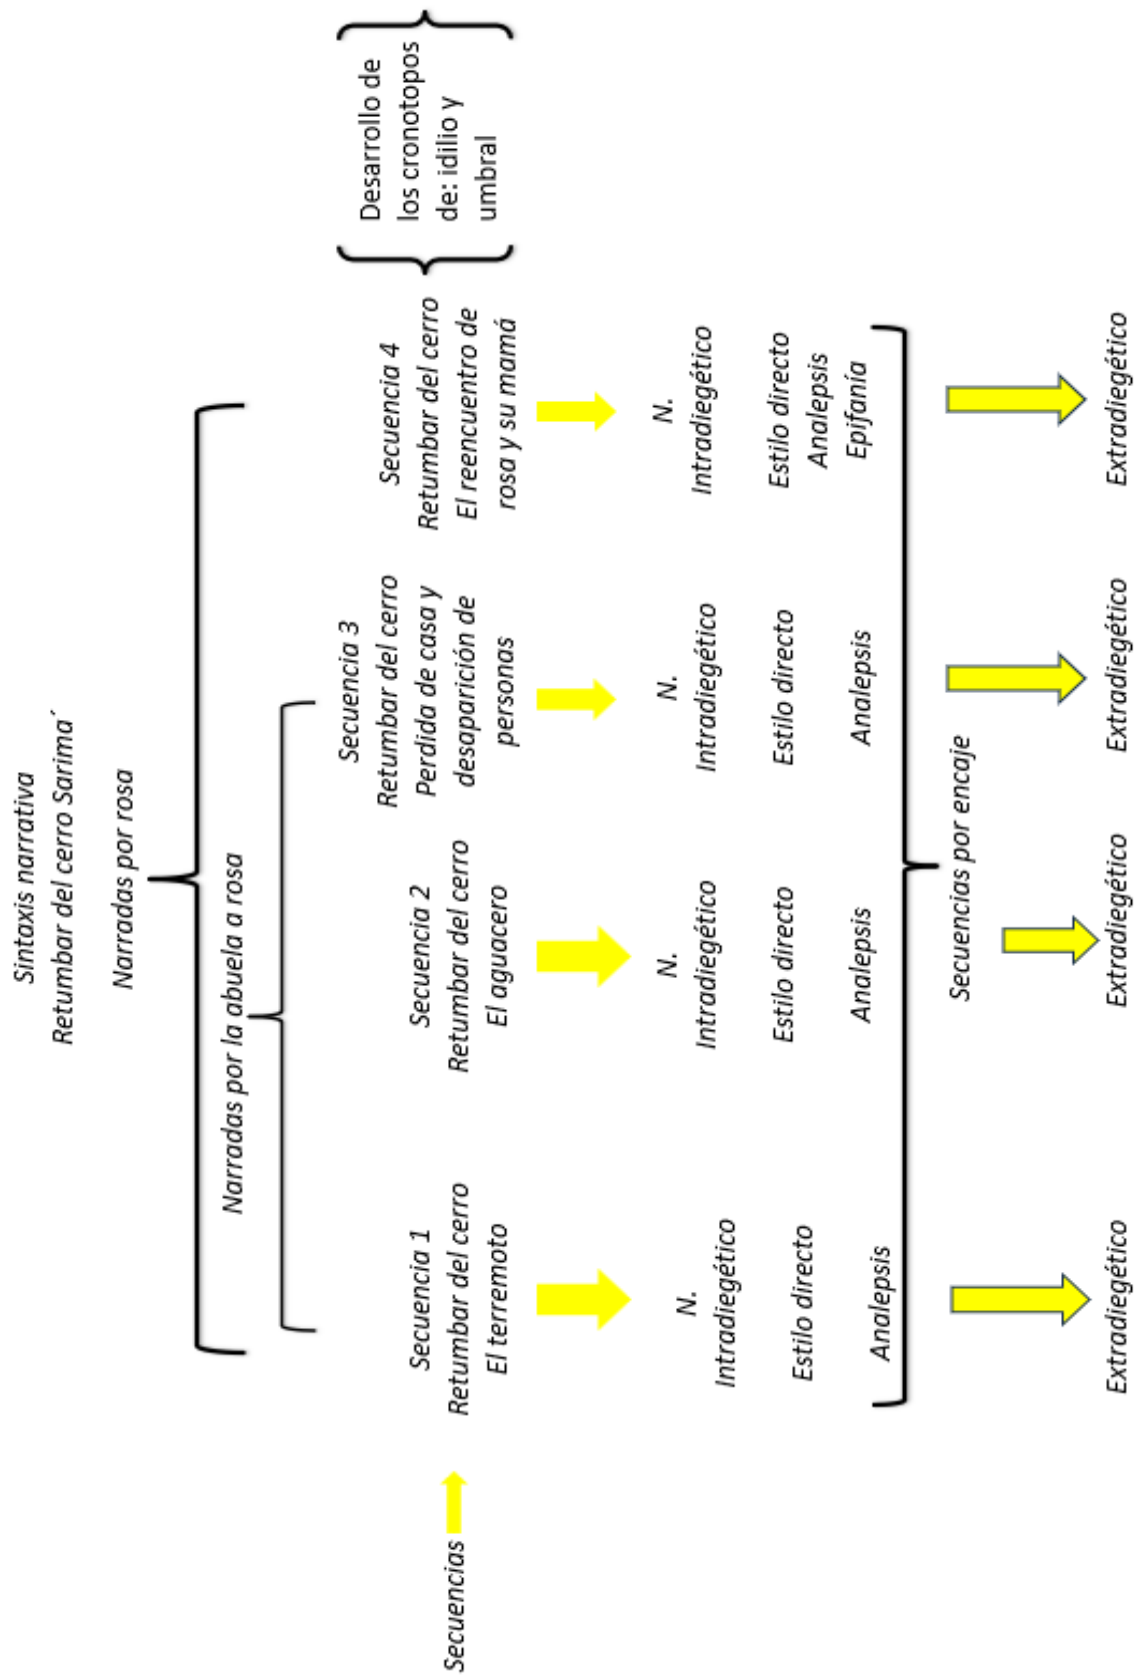 Sintaxis narrativa
Retumbar del cerro Sarima´
Narradas por rosa
Narradas por la abuela a rosa
Secuencias
Secuencia 1
Retumbar del cerro
El terremoto
Secuencia 2
Retumbar del cerro
El aguacero
Secuencia 3
Retumbar del cerro
Perdida de casa y
desaparición de
personas
Secuencia 4
Retumbar del cerro
El reencuentro de
rosa y su mamá
Desarrollo de
los cronotopos
de: idilio y
umbral
N.
Intradiegético
Estilo directo
Analepsis
N.
Intradiegético
Estilo directo
Analepsis
N.
Intradiegético
Estilo directo
Analepsis
N.
Intradiegético
Estilo directo
Analepsis
Epifanía
Secuencias por encaje
Extradiegético
Extradiegético
Extradiegético
Extradiegético